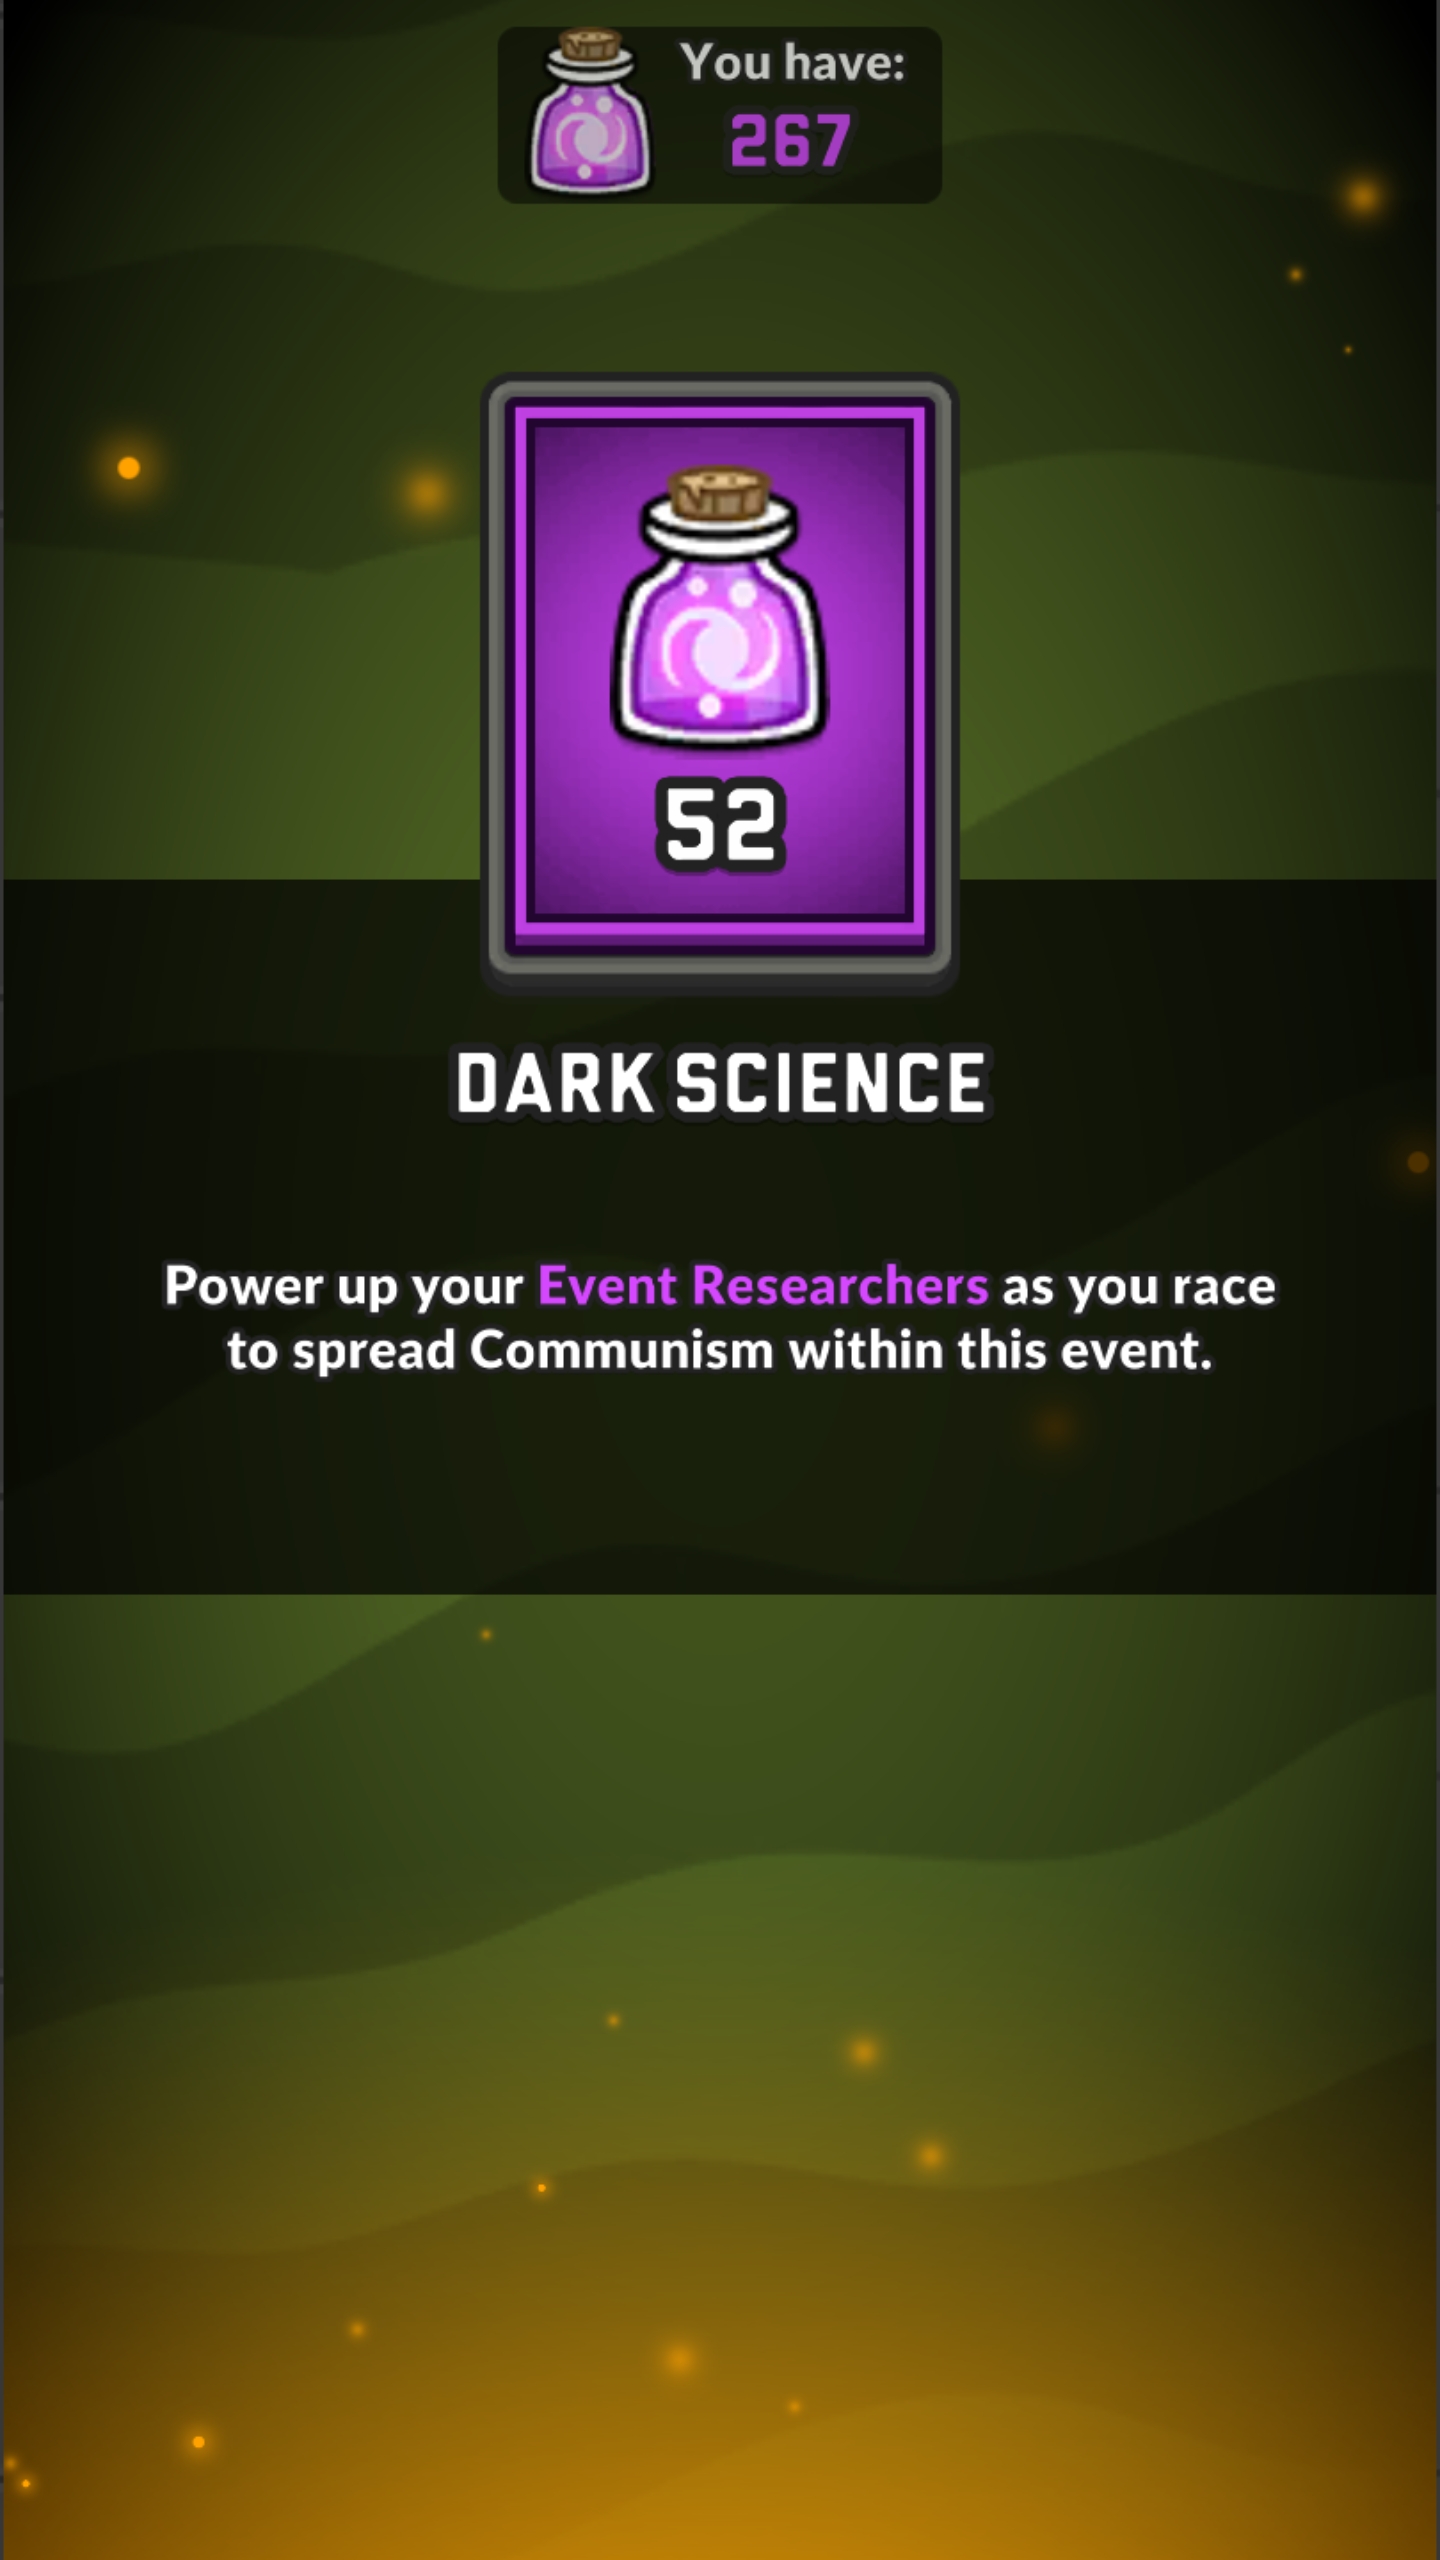 You have:
267
52
DARK SCIENCE
Power up your Event Researchers as you race
to spread Communism within this event.